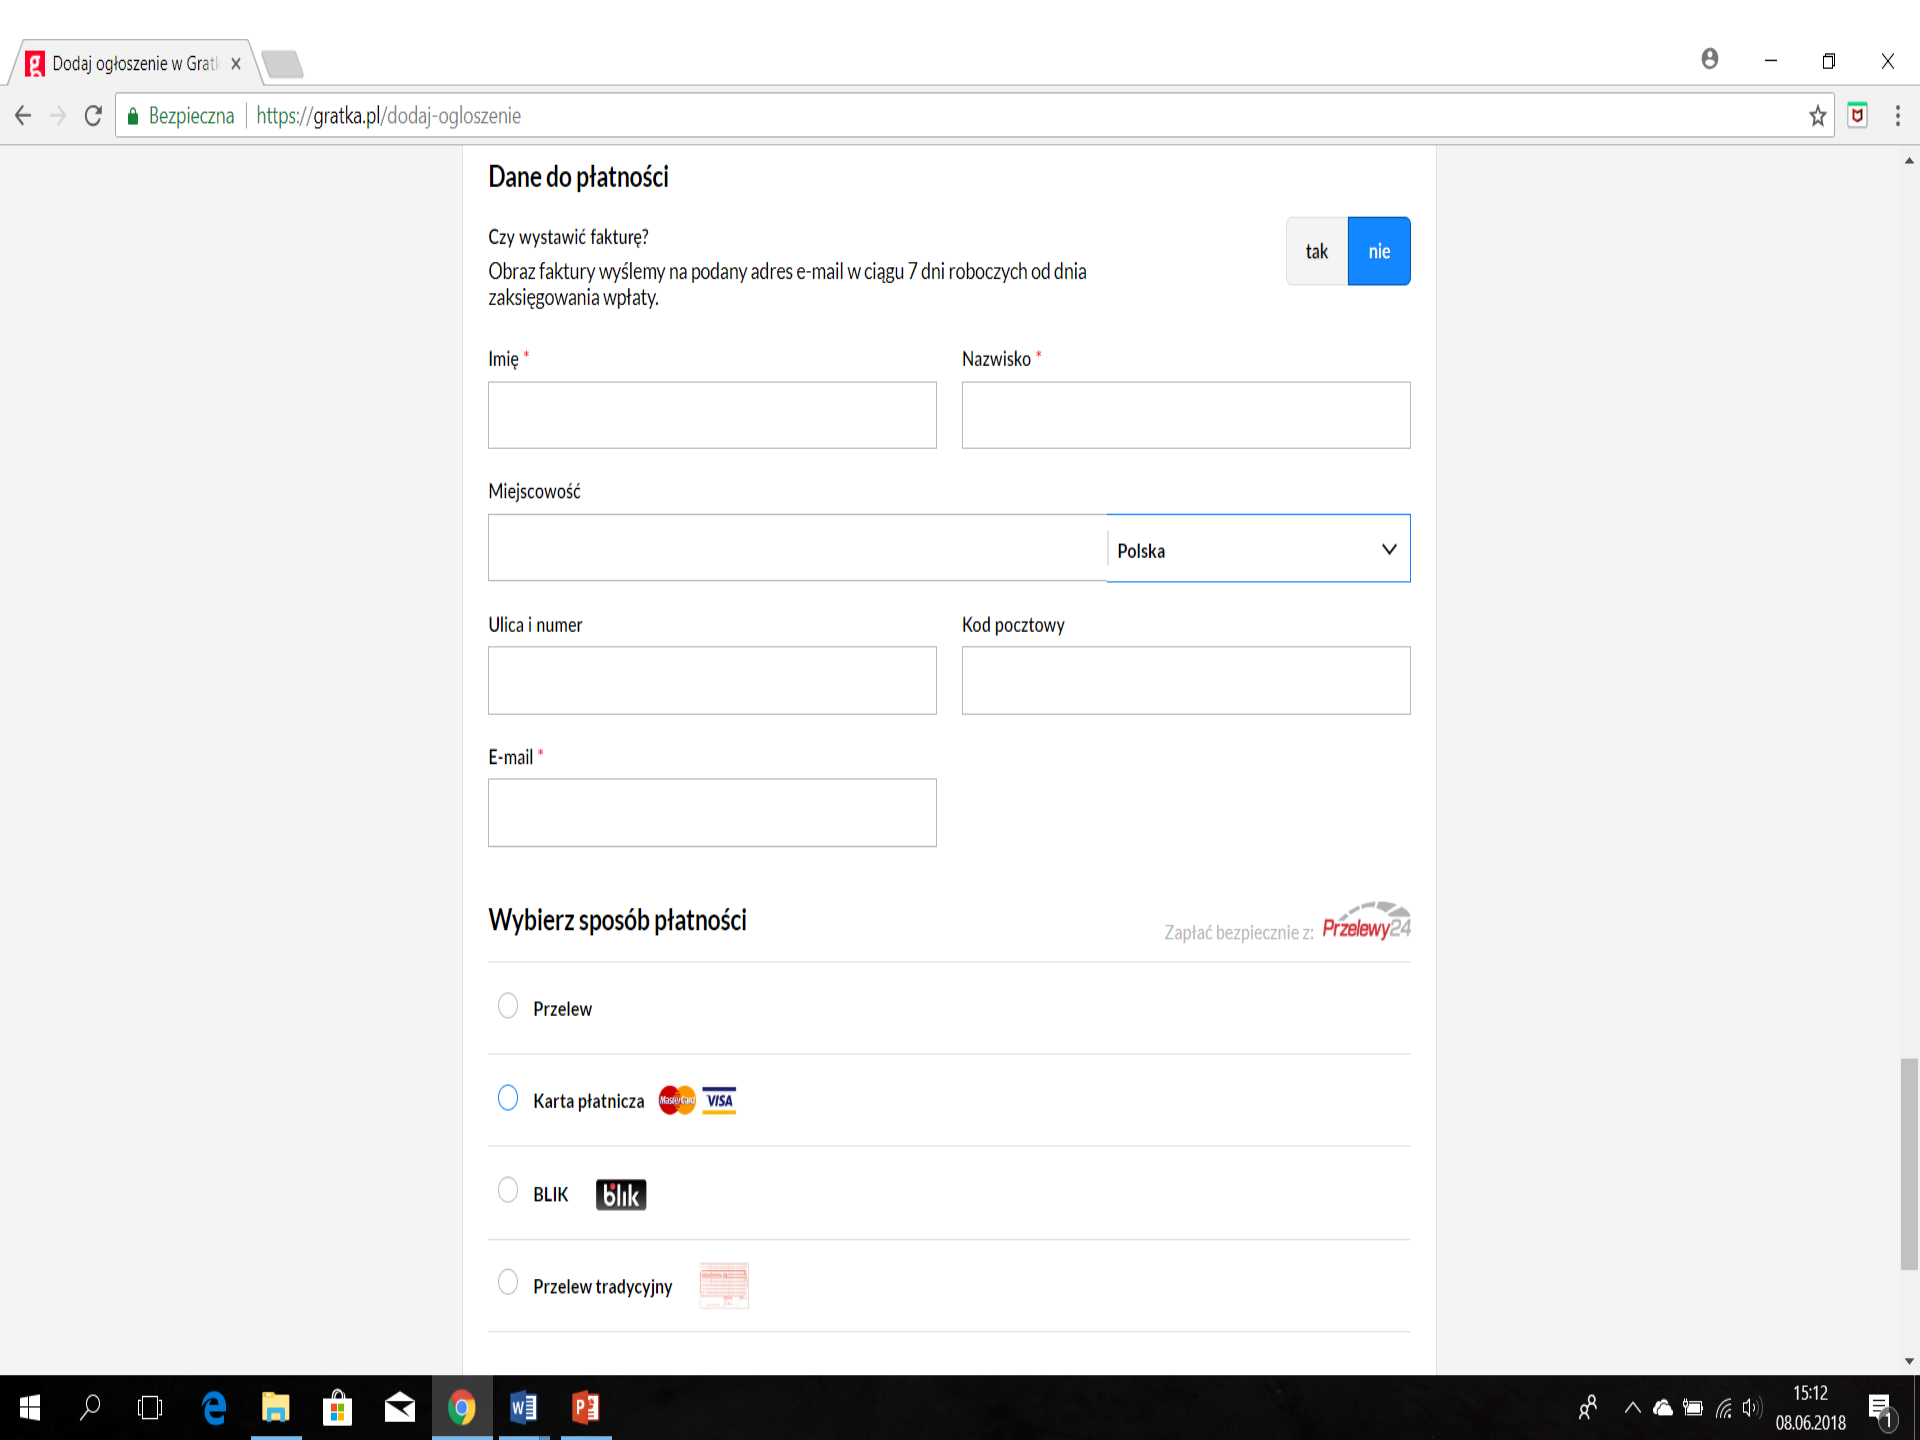 Dodaj ogłoszenie w Grat
Bezpieczna
https://gratka.pl/dodaj-ogloszenie
Dane do płatności
Czy wystawić fakturę?
tak nie
Obraz faktury wyślemy na podany adres e-mail w ciągu 7 dni roboczych od dnia
zaksięgowania wpłaty.
Imię * Nazwisko *
Miejscowość
Polska
Ulica i numer Kod pocztowy
E-mail *
Wybierz sposób płatności
Zapłać bezpiecznie z: Przelewy24
Przelew
Karta płatnicza MasterCard VISA
BLIK blik
Przelew tradycyjny
15:12
08.06.2018
1